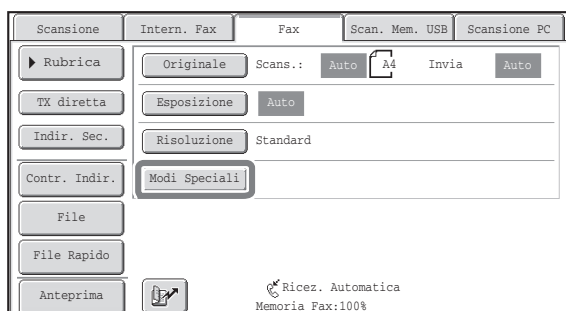 Scansione Intern. Fax Fax Scan. Mem. USB Scansione PC
Rubrica Originale Scans.: Auto A4 Invia Auto
TX diretta Esposizione Auto
Indir. Sec. Risoluzione Standard
Contr. Indir. Modi Speciali
File
File Rapido
Anteprima Ricez. Automatica
Memoria Fax:100%